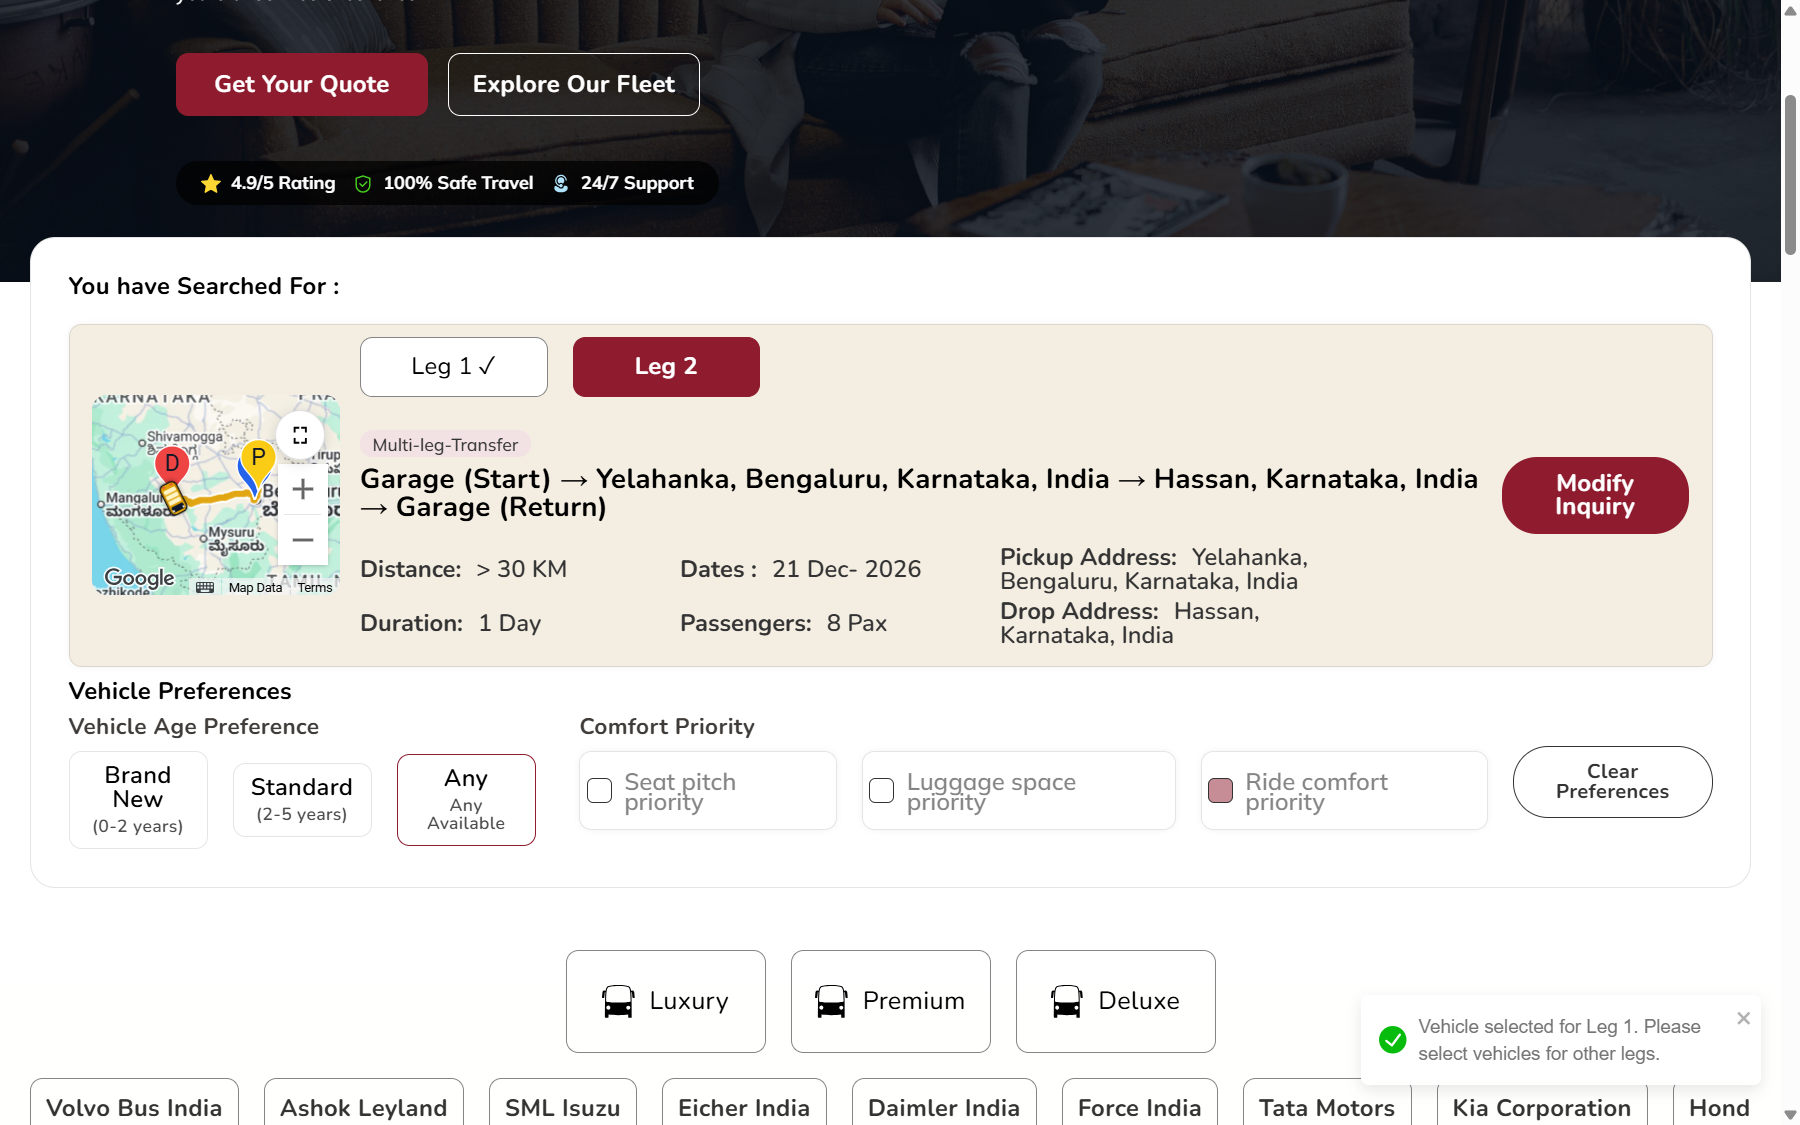 Get Your Quote
Explore Our Fleet
4.9/5 Rating
100% Safe Travel
24/7 Support
You have Searched For :
Leg 1 ✓
Leg 2
KARNATAKA
Shivamogga
D
P
Mangalur
ಮಂಗಳೂರು
Mysuru
ಮೈಸೂರು
Google
Map Data
Terms
Multi-leg-Transfer
Garage (Start) → Yelahanka, Bengaluru, Karnataka, India → Hassan, Karnataka, India
→ Garage (Return)
Modify
Inquiry
Distance: > 30 KM
Dates : 21 Dec- 2026
Pickup Address: Yelahanka,
Bengaluru, Karnataka, India
Duration: 1 Day
Passengers: 8 Pax
Drop Address: Hassan,
Karnataka, India
Vehicle Preferences
Vehicle Age Preference
Comfort Priority
Brand
New
(0-2 years)
Standard
(2-5 years)
Any
Any
Available
Seat pitch
priority
Luggage space
priority
Ride comfort
priority
Clear
Preferences
Luxury
Premium
Deluxe
Vehicle selected for Leg 1. Please
select vehicles for other legs.
Volvo Bus India
Ashok Leyland
SML Isuzu
Eicher India
Daimler India
Force India
Tata Motors
Kia Corporation
Hond